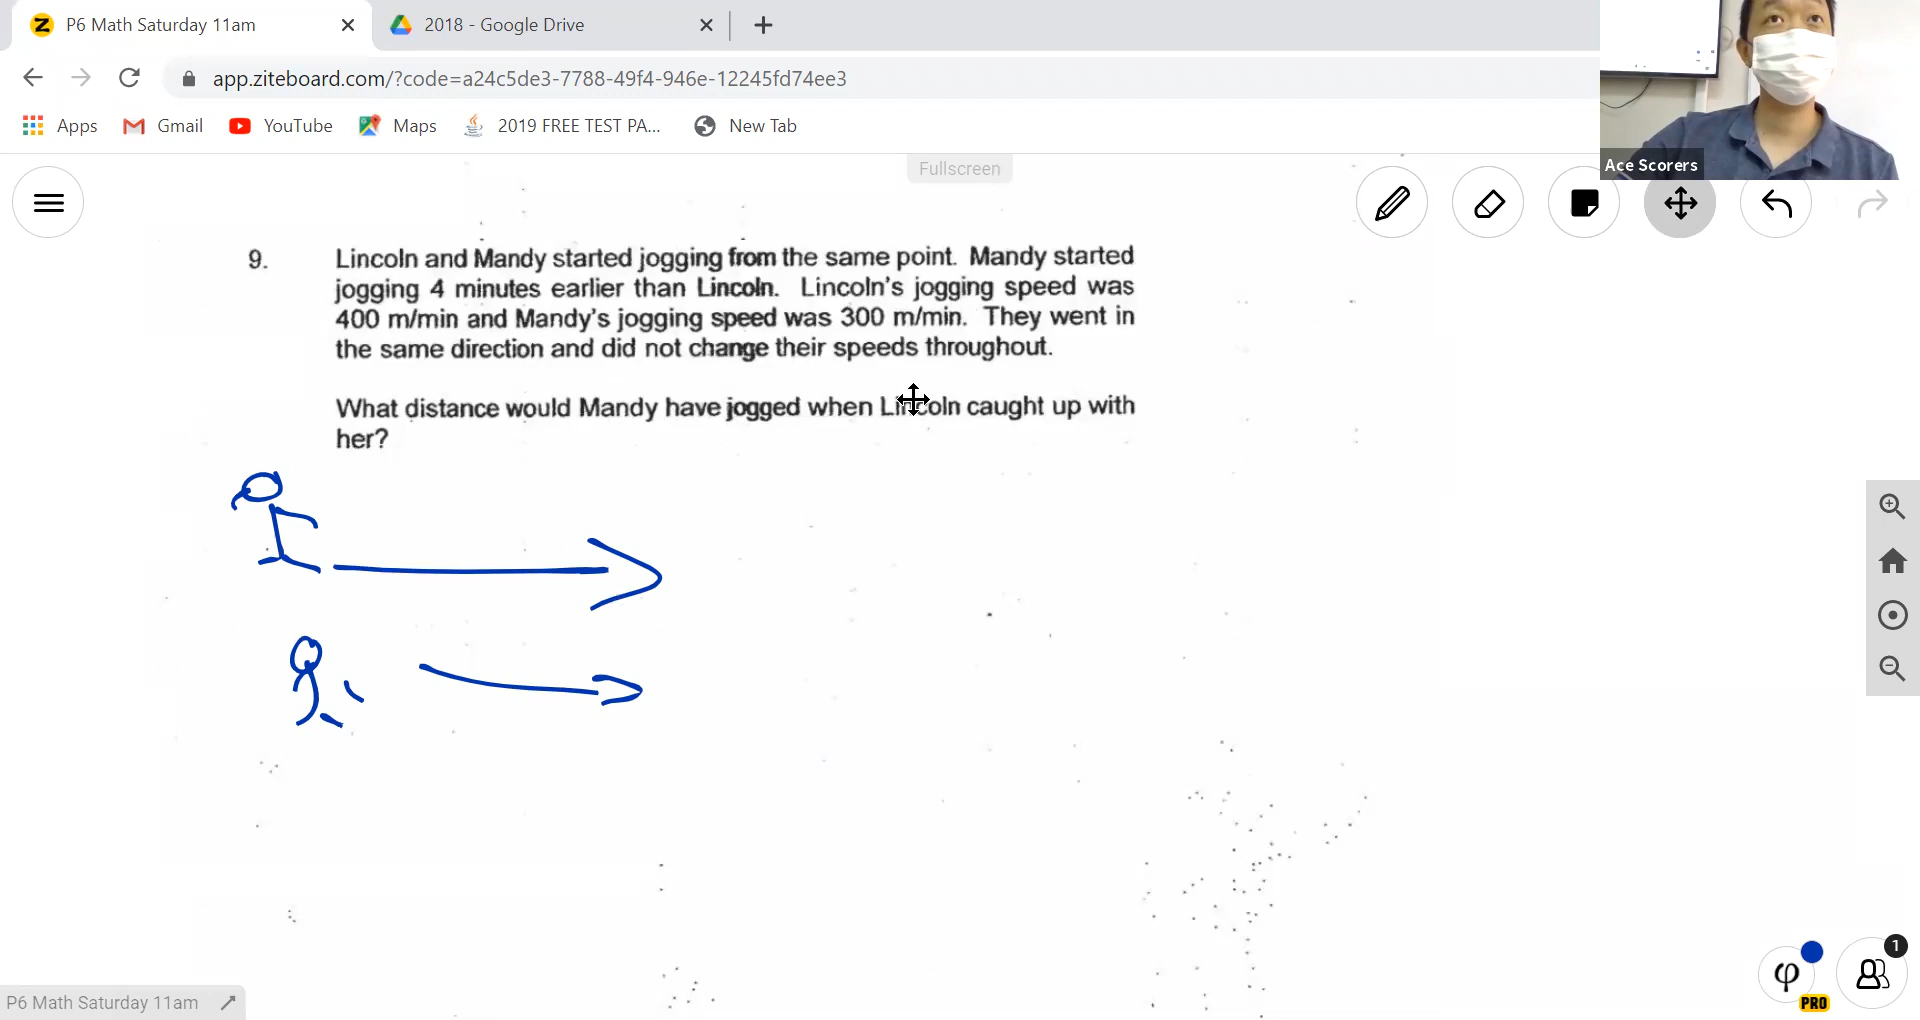 P6 Math Saturday 11am
2018 - Google Drive
app.ziteboard.com/?code=a24c5de3-7788-49f4-946e-12245fd74ee3
Apps
Gmail
YouTube
Maps
2019 FREE TEST PA...
New Tab
Ace Scorers
Fullscreen
9. Lincoln and Mandy started jogging from the same point. Mandy started
jogging 4 minutes earlier than Lincoln. Lincoln's jogging speed was
400 m/min and Mandy's jogging speed was 300 m/min. They went in
the same direction and did not change their speeds throughout.
What distance would Mandy have jogged when Lincoln caught up with
her?
1
φ
PRO
P6 Math Saturday 11am